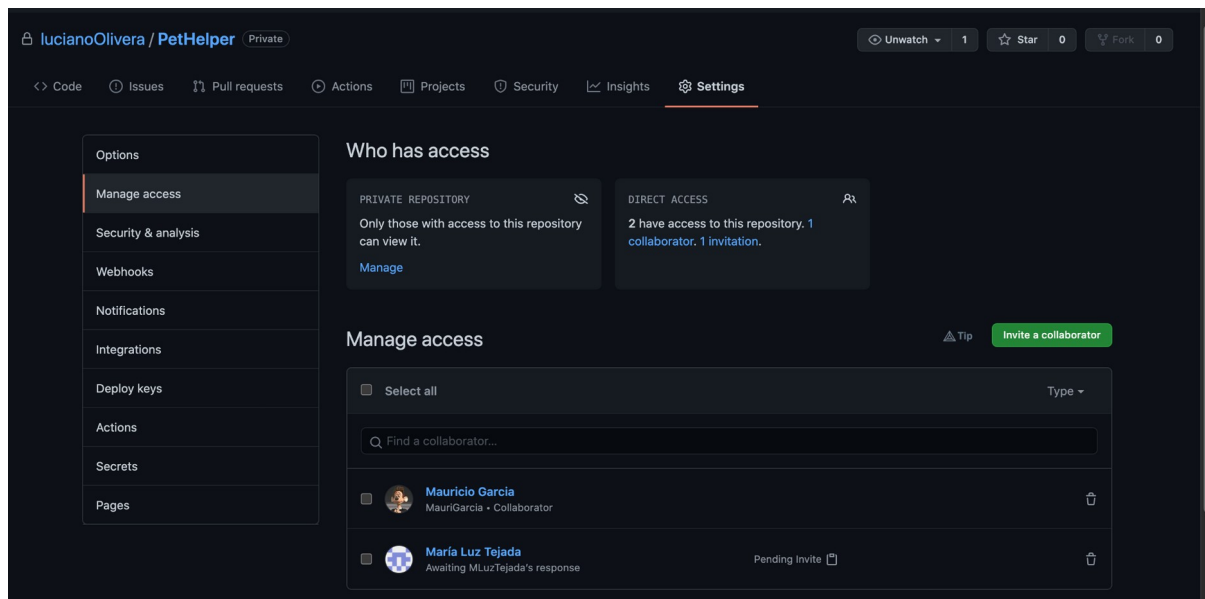 lucianoOlivera / PetHelper Private
Unwatch 1 Star 0 Fork 0
Code Issues Pull requests Actions Projects Security Insights Settings
Options
Manage access
Security & analysis
Webhooks
Notifications
Integrations
Deploy keys
Actions
Secrets
Pages
Who has access
PRIVATE REPOSITORY
Only those with access to this repository
can view it.
Manage
DIRECT ACCESS
2 have access to this repository. 1
collaborator. 1 invitation.
Manage access
Tip
Invite a collaborator
Select all
Type
Find a collaborator...
Mauricio Garcia
MauriGarcia • Collaborator
María Luz Tejada
Awaiting MLuzTejada's response
Pending Invite